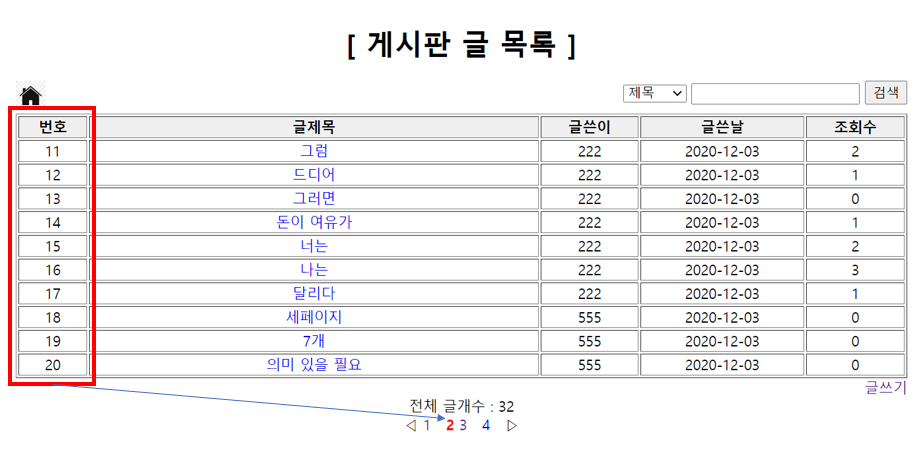 [ 게시판 글 목록 ]
제목 검색
번호 글제목 글쓴이 글쓴날 조회수
11 그럼 222 2020-12-03 2
12 드디어 222 2020-12-03 1
13 그러면 222 2020-12-03 0
14 돈이 여유가 222 2020-12-03 1
15 너는 222 2020-12-03 2
16 나는 222 2020-12-03 3
17 달리다 222 2020-12-03 1
18 세페이지 555 2020-12-03 0
19 7개 555 2020-12-03 0
20 의미 있을 필요 555 2020-12-03 0
글쓰기
전체 글개수 : 32
◁ 1 2 3 4 ▷